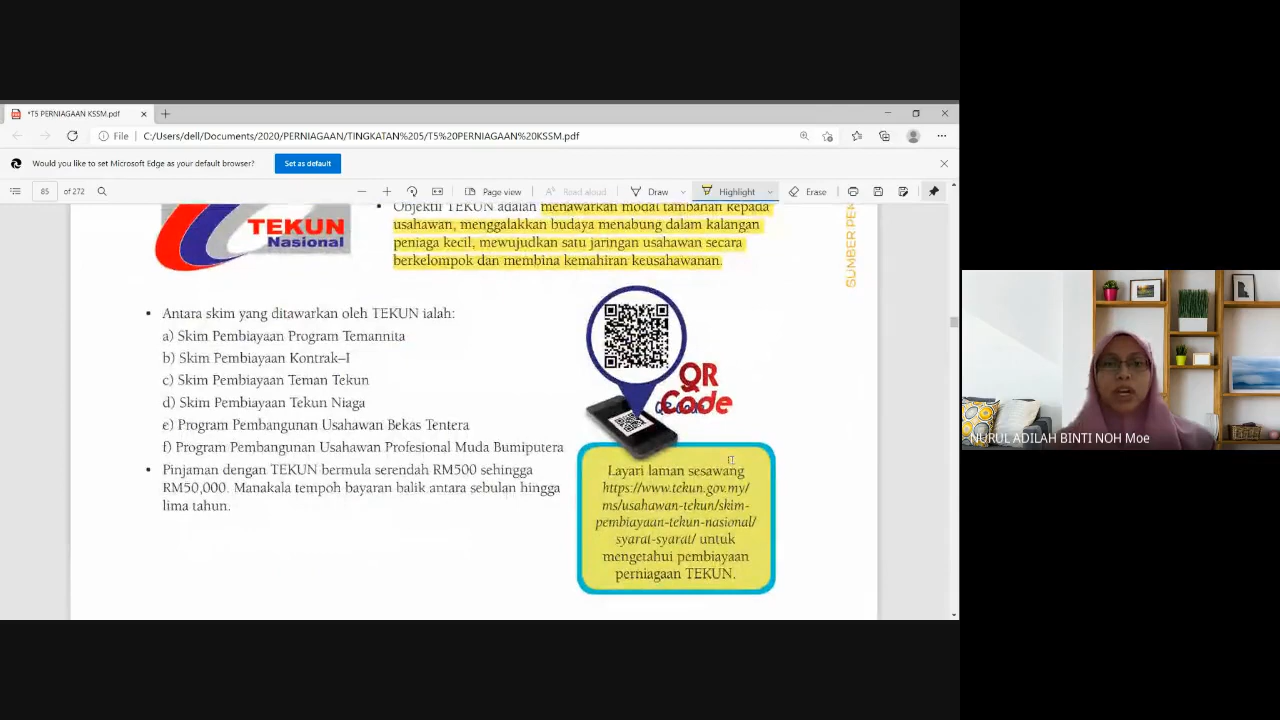 *T5 PERNIAGAAN KSSM.pdf
File
C:/Users/dell/Documents/2020/PERNIAGAAN/TINGKATAN%205/T5%20PERNIAGAAN%20KSSM.pdf
Would you like to set Microsoft Edge as your default browser?
Set as default
85 of 272
Page view
Read aloud
Draw
Highlight
Erase
TEKUN
Nasional
• Objektif TEKUN adalah menawarkan modal tambahan kepada
usahawan, menggalakkan budaya menabung dalam kalangan
peniaga kecil, mewujudkan satu jaringan usahawan secara
berkelompok dan membina kemahiran keusahawanan.
SUMBER PEN
• Antara skim yang ditawarkan oleh TEKUN ialah:
a) Skim Pembiayaan Program Temannita
b) Skim Pembiayaan Kontrak–I
c) Skim Pembiayaan Teman Tekun
d) Skim Pembiayaan Tekun Niaga
e) Program Pembangunan Usahawan Bekas Tentera
f) Program Pembangunan Usahawan Profesional Muda Bumiputera
• Pinjaman dengan TEKUN bermula serendah RM500 sehingga
RM50,000. Manakala tempoh bayaran balik antara sebulan hingga
lima tahun.
QR
Code
Layari laman sesawang
https://www.tekun.gov.my/
ms/usahawan-tekun/skim-
pembiayaan-tekun-nasional/
syarat-syarat/ untuk
mengetahui pembiayaan
perniagaan TEKUN.
NURUL ADILAH BINTI NOH Moe